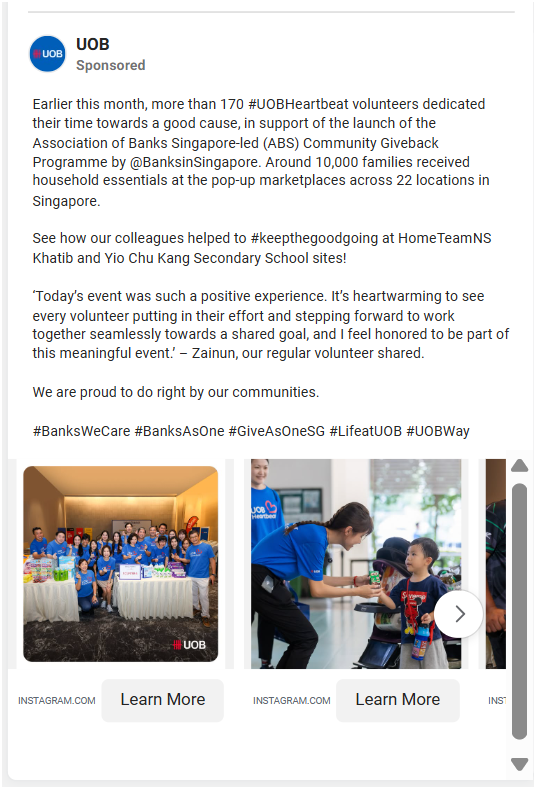 UOB
UOB
Sponsored
Earlier this month, more than 170 #UOBHeartbeat volunteers dedicated
their time towards a good cause, in support of the launch of the
Association of Banks Singapore-led (ABS) Community Giveback
Programme by @BanksinSingapore. Around 10,000 families received
household essentials at the pop-up marketplaces across 22 locations in
Singapore.
See how our colleagues helped to #keepthegoodgoing at HomeTeamNS
Khatib and Yio Chu Kang Secondary School sites!
‘Today’s event was such a positive experience. It’s heartwarming to see
every volunteer putting in their effort and stepping forward to work
together seamlessly towards a shared goal, and I feel honored to be part of
this meaningful event.’ – Zainun, our regular volunteer shared.
We are proud to do right by our communities.
#BanksWeCare #BanksAsOne #GiveAsOneSG #LifeatUOB #UOBWay
UOB
UOB
Heartbeat
INSTAGRAM.COM
Learn More
INSTAGRAM.COM
Learn More
INST